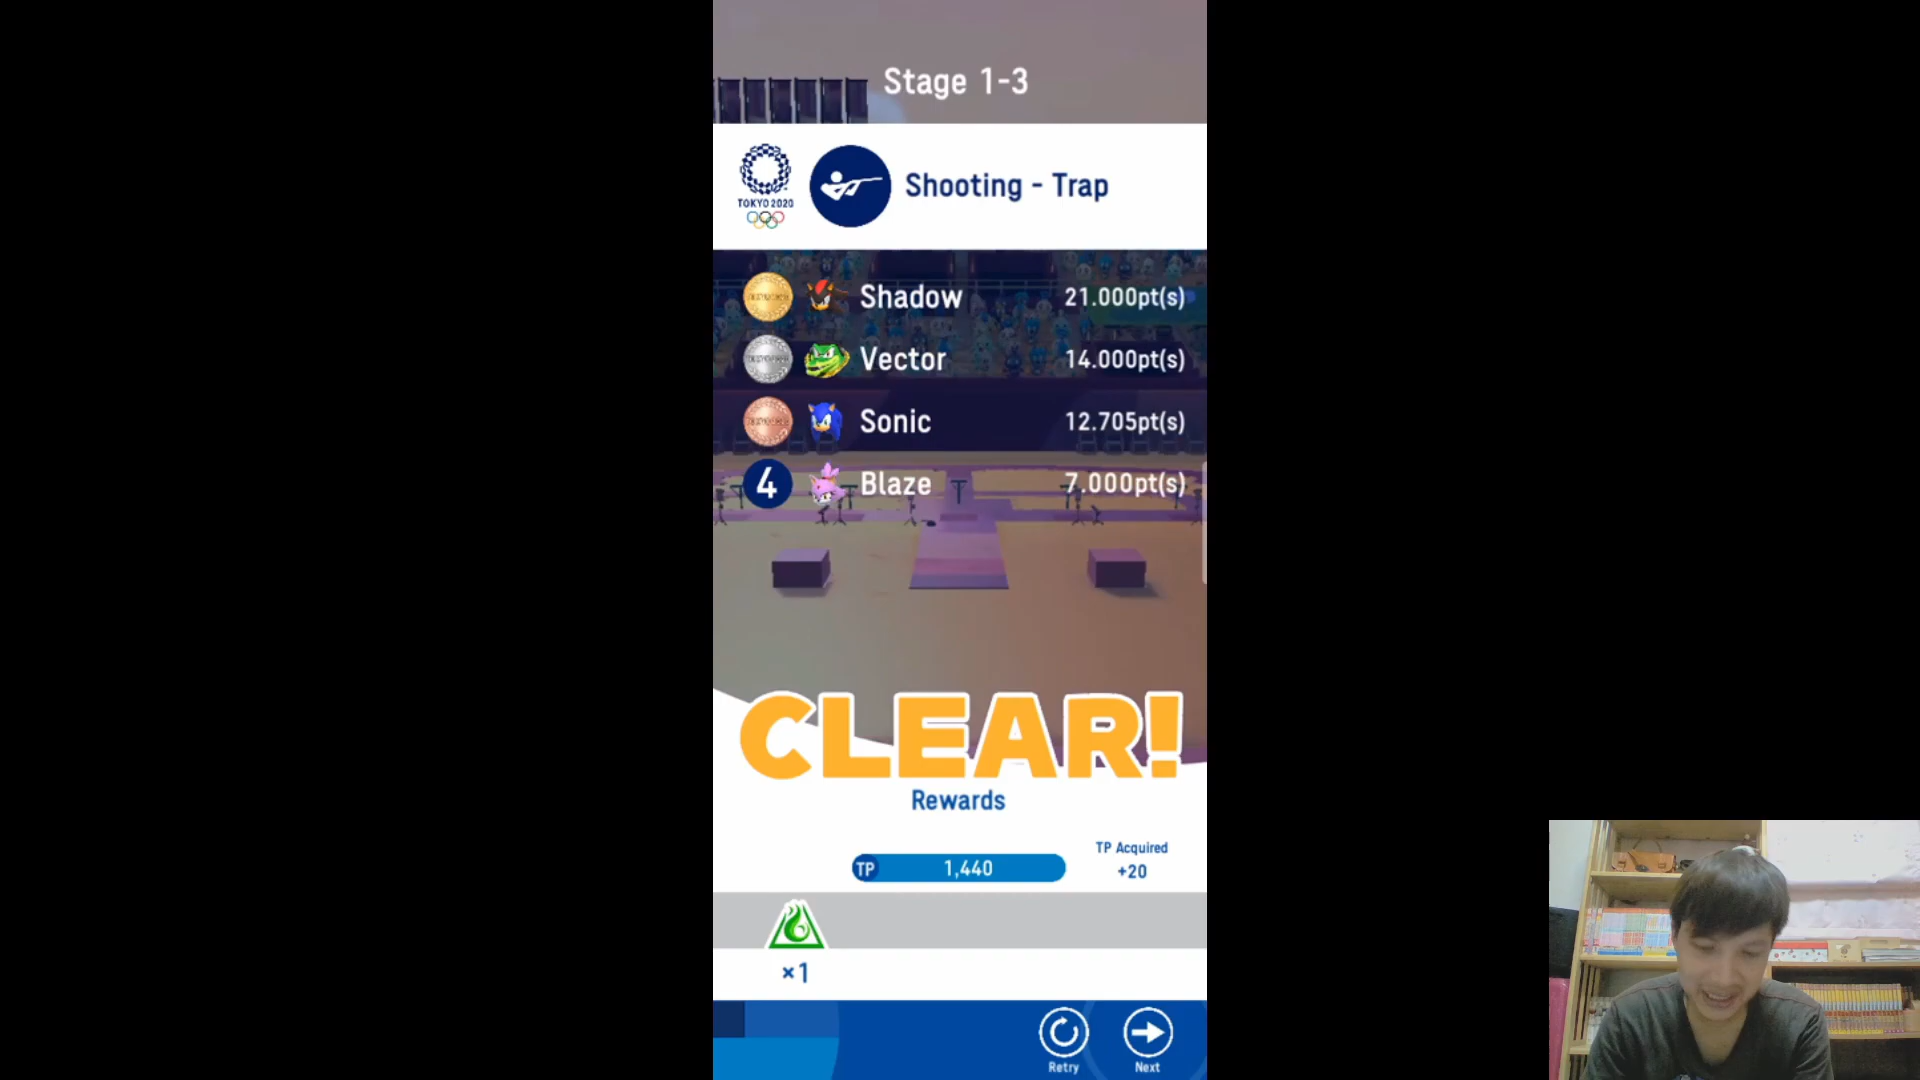 Stage 1-3
TOKYO 2020
Shooting - Trap
Shadow 21.000pt(s)
Vector 14.000pt(s)
Sonic 12.705pt(s)
4 Blaze 7.000pt(s)
CLEAR!
Rewards
TP 1,440
TP Acquired
+20
×1
Retry Next